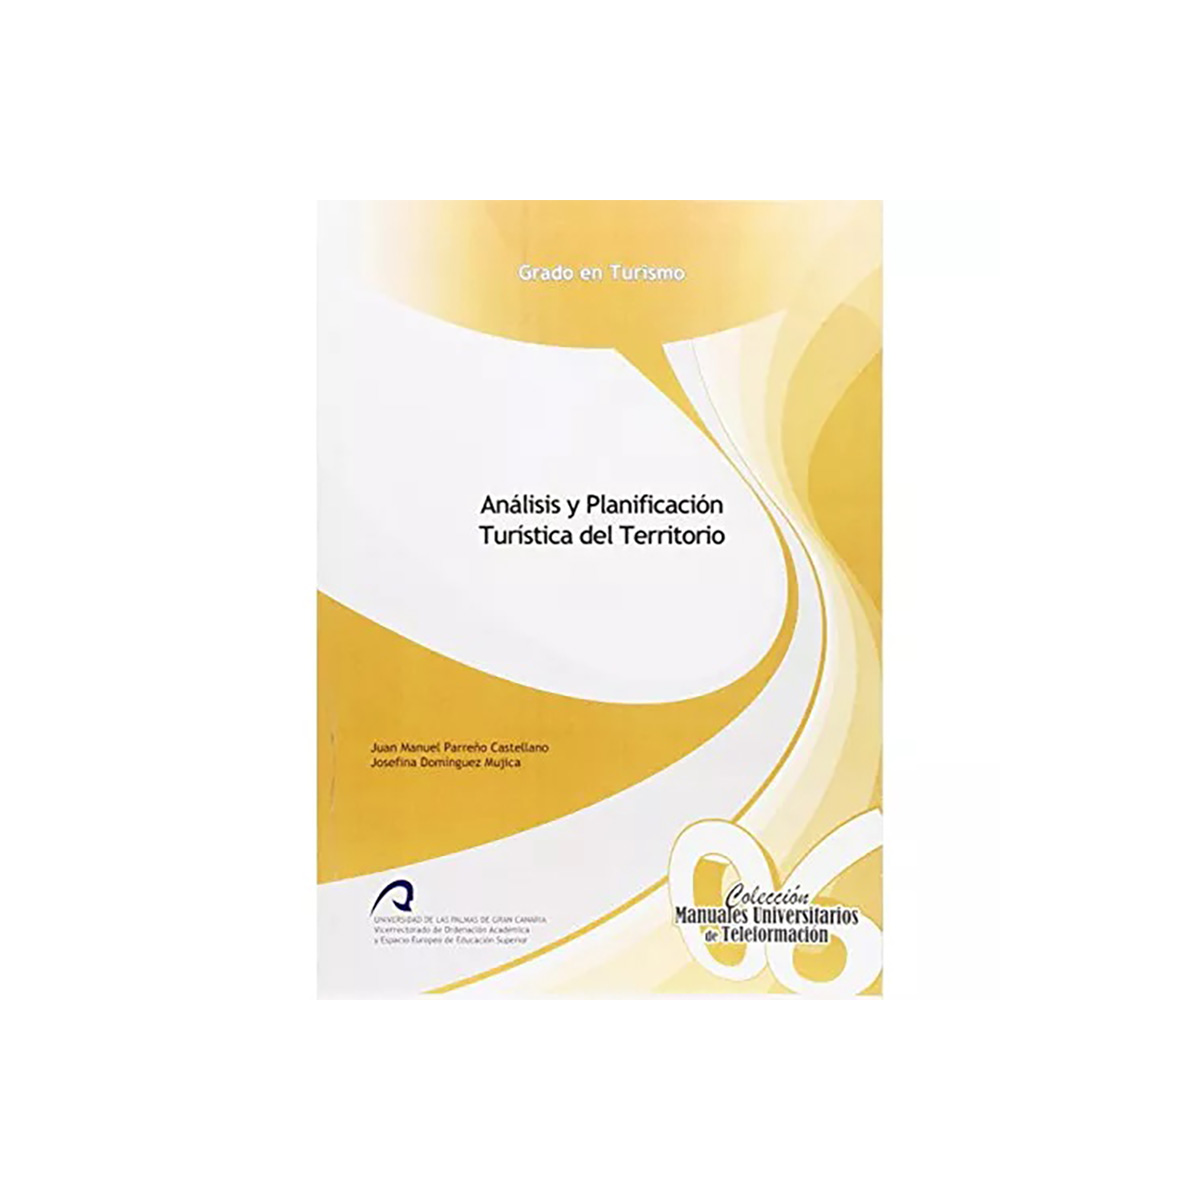 Grado en Turismo
Análisis y Planificación
Turística del Territorio
Juan Manuel Parreño Castellano
Josefina Domínguez Mujica
UNIVERSIDAD DE LAS PALMAS DE GRAN CANARIA
Vicerrectorado de Ordenación Académica
y Espacio Europeo de Educación Superior
06
Colección
Manuales Universitarios
de Teleformación